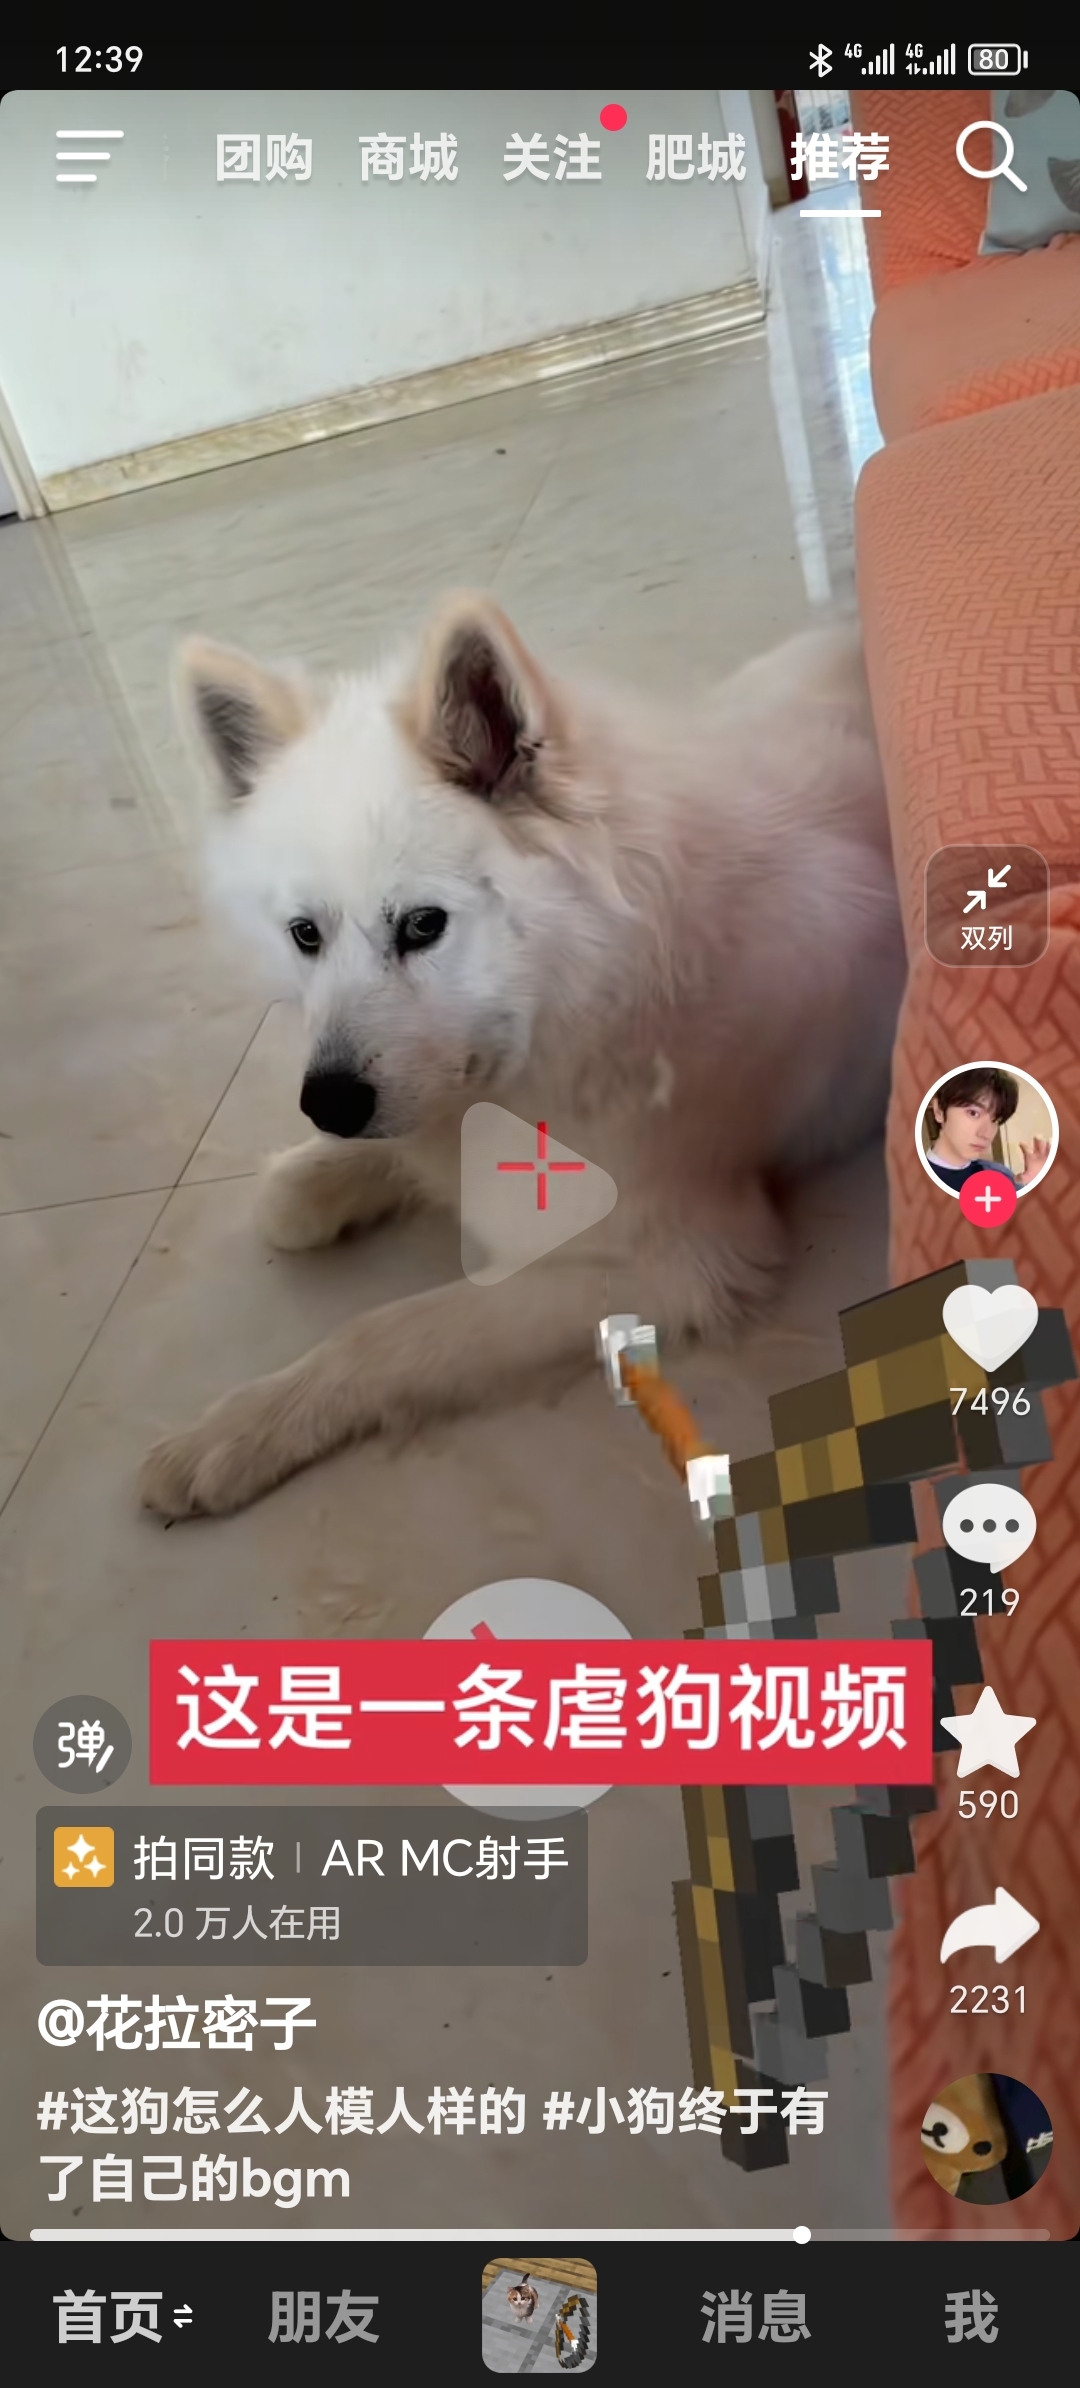 12:39
4G 4G 80
团购 商城 关注 肥城 推荐
双列
7496
219
这是一条虐狗视频
弹
590
拍同款 | AR MC射手
2.0 万人在用
2231
@花拉密子
#这狗怎么人模人样的 #小狗终于有
了自己的bgm
首页 朋友 消息 我